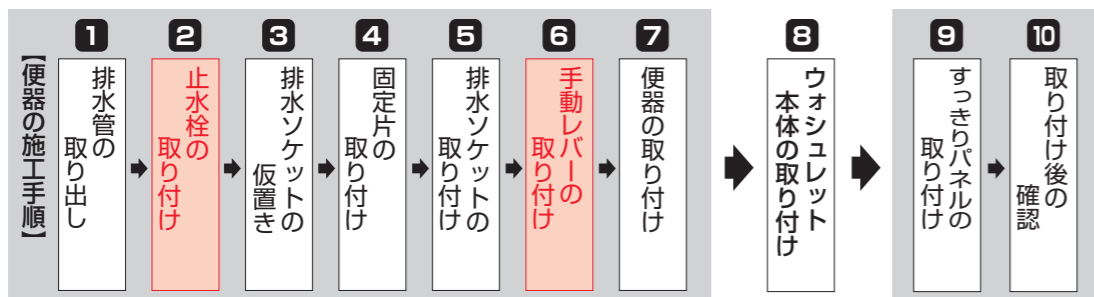 【便器の施工手順】
1
排水管の
取り出し
2
止水栓の
取り付け
3
排水ソケットの
仮置き
4
固定片の
取り付け
5
排水ソケットの
取り付け
6
手動レバーの
取り付け
7
便器の取り付け
8
ウォシュレット
本体の取り付け
9
すっきりパネルの
取り付け
10
取り付け後の
確認